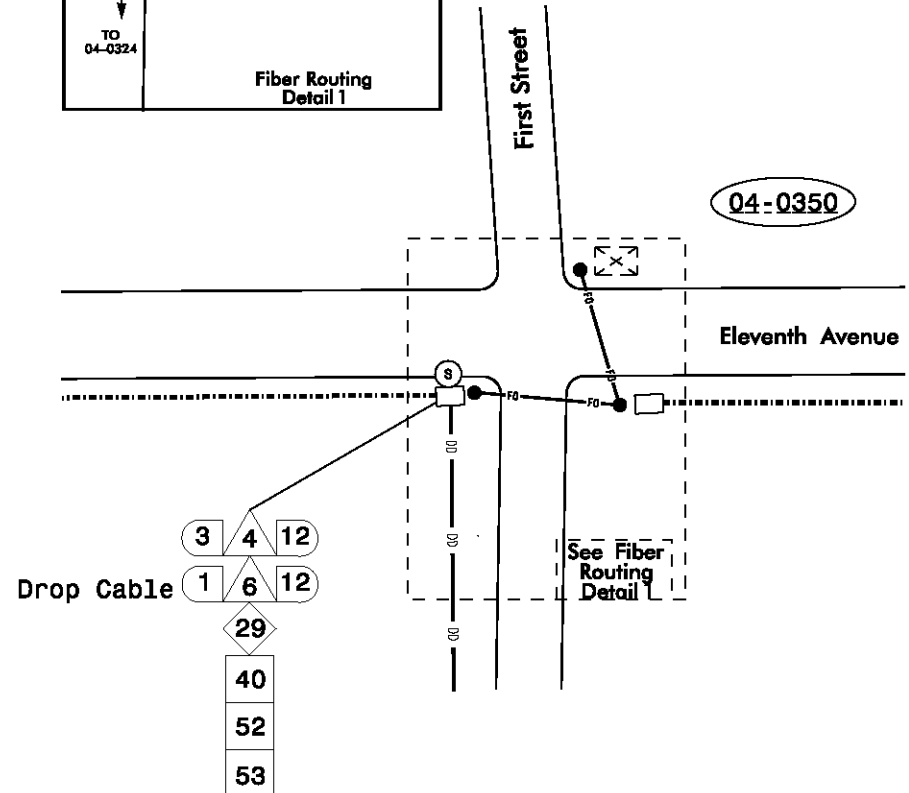 TO
04-0324
Fiber Routing
Detail 1
First Street
04-0350
X
FO
Eleventh Avenue
FO
S
FO
FO
DD
3 4 12
DD
See Fiber
Routing
Detail 1
Drop Cable 1 6 12
29
DD
40
52
53